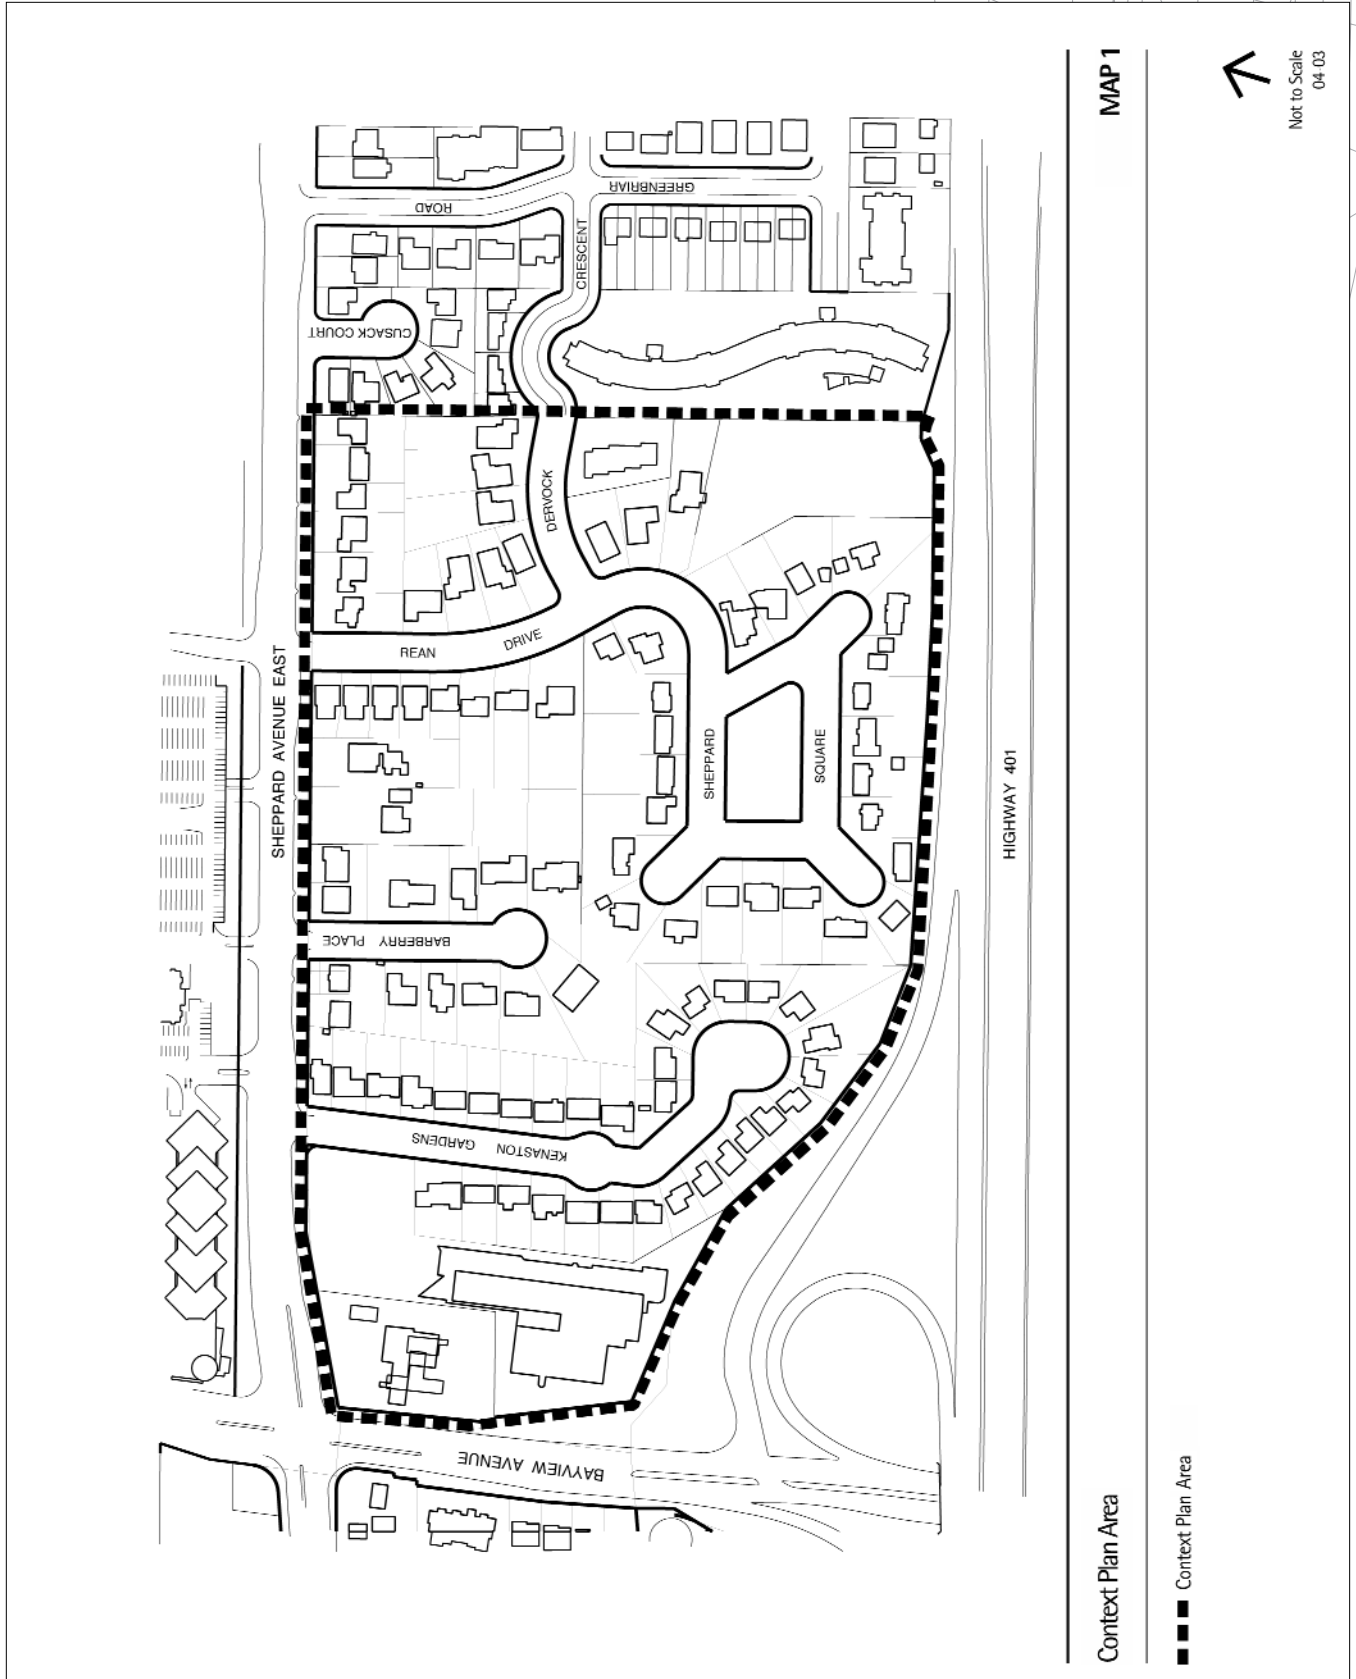 MAP 1
Not to Scale
04-03
GREENBRIAR
ROAD
CRESCENT
CUSACK COURT
DERVOCK
REAN
DRIVE
SHEPPARD AVENUE EAST
SHEPPARD
SQUARE
HIGHWAY 401
BARBERRY PLACE
KENASTON GARDENS
BAYVIEW AVENUE
Context Plan Area
Context Plan Area